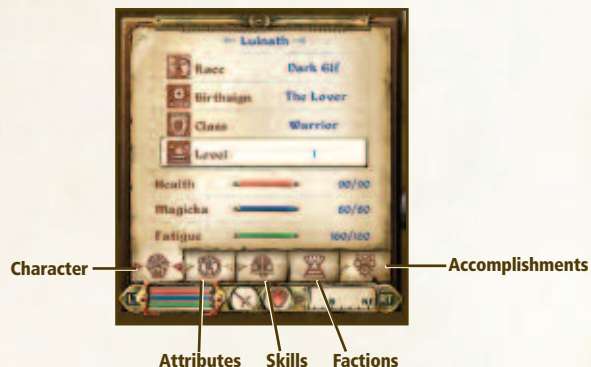 Luinath
Race Dark Elf
Birthsign The Lover
Class Warrior
Level 1
Health 90/90
Magicka 60/60
Fatigue 160/160
Character
Accomplishments
N NE
Attributes Skills Factions